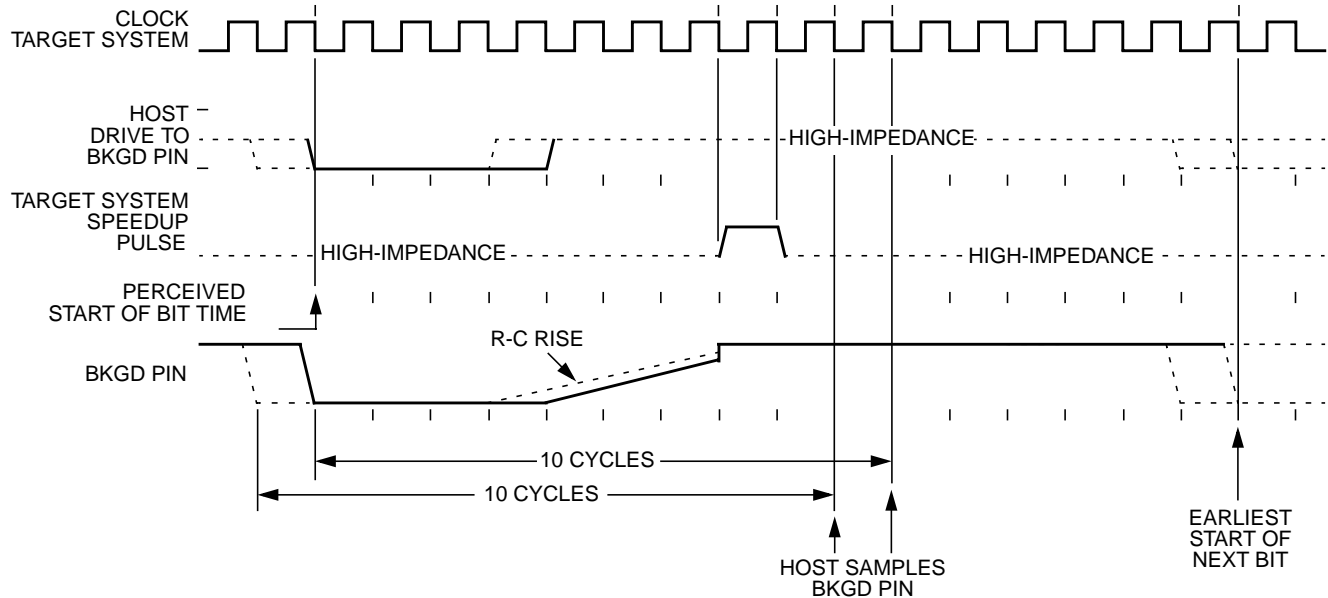 CLOCK
TARGET SYSTEM
HOST
DRIVE TO
BKGD PIN
HIGH-IMPEDANCE
TARGET SYSTEM
SPEEDUP
PULSE
HIGH-IMPEDANCE
HIGH-IMPEDANCE
PERCEIVED
START OF BIT TIME
R-C RISE
BKGD PIN
10 CYCLES
10 CYCLES
EARLIEST
START OF
NEXT BIT
HOST SAMPLES
BKGD PIN